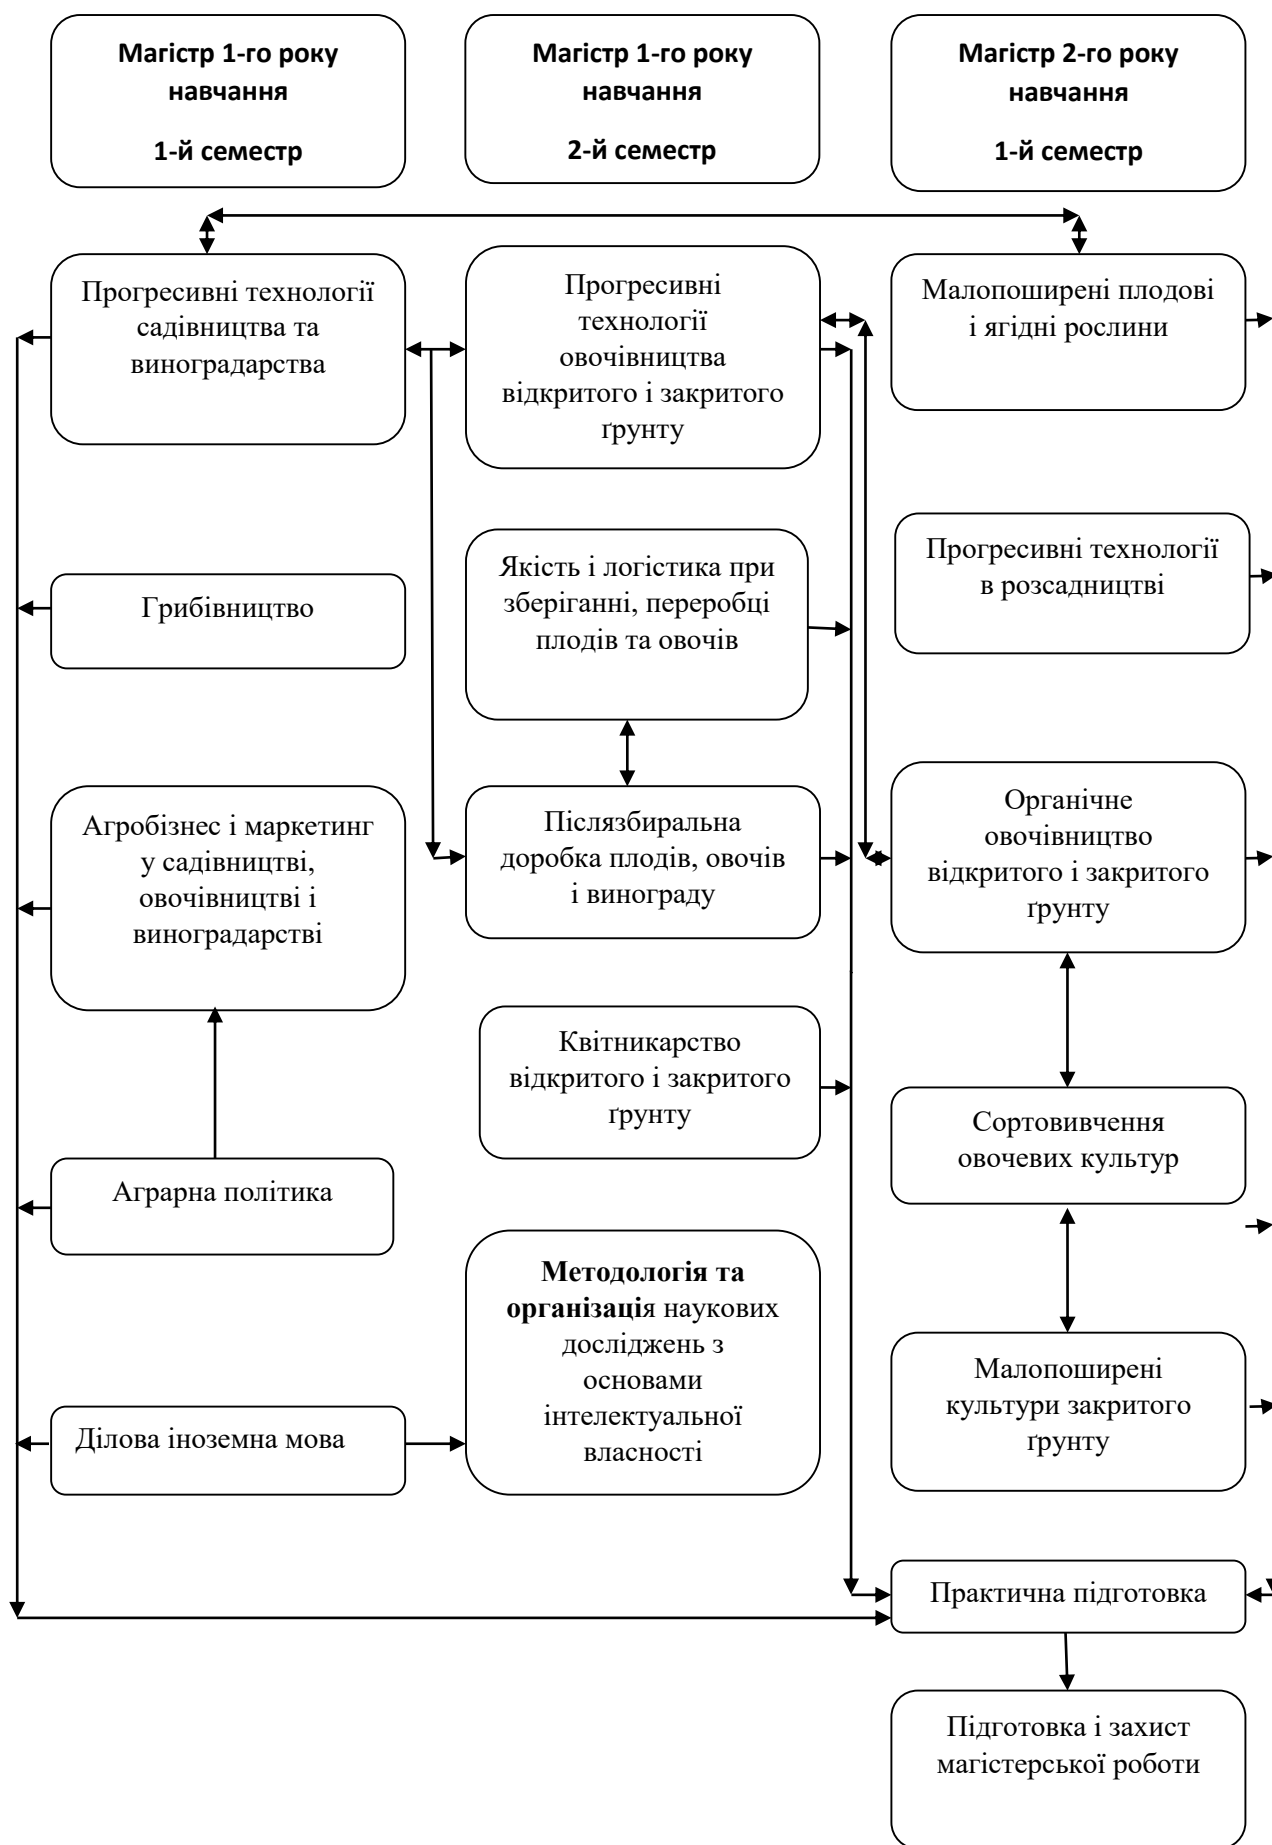 Магістр 1-го року
навчання
1-й семестр
Магістр 1-го року
навчання
2-й семестр
Магістр 2-го року
навчання
1-й семестр
Прогресивні технології
садівництва та
виноградарства
Грибівництво
Агробізнес і маркетинг
у садівництві,
овочівництві і
виноградарстві
Аграрна політика
Ділова іноземна мова
Прогресивні
технології
овочівництва
відкритого і закритого
ґрунту
Якість і логістика при
зберіганні, переробці
плодів та овочів
Післязбиральна
доробка плодів, овочів
і винограду
Квітникарство
відкритого і закритого
ґрунту
Методологія та
організація наукових
досліджень з
основами
інтелектуальної
власності
Малопоширені плодові
і ягідні рослини
Прогресивні технології
в розсадництві
Органічне
овочівництво
відкритого і закритого
ґрунту
Сортовивчення
овочевих культур
Малопоширені
культури закритого
ґрунту
Практична підготовка
Підготовка і захист
магістерської роботи